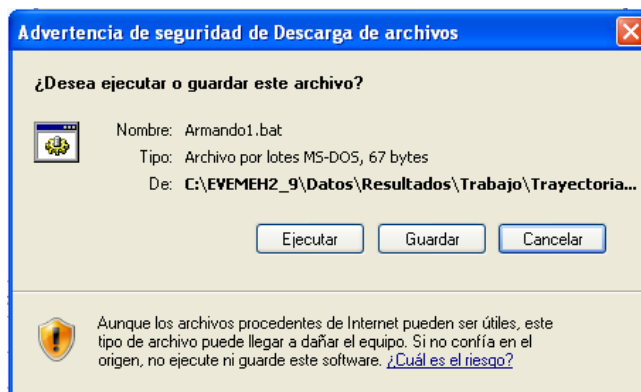 Advertencia de seguridad de Descarga de archivos
¿Desea ejecutar o guardar este archivo?
Nombre: Armando1.bat
Tipo: Archivo por lotes MS-DOS, 67 bytes
De: C:\EVEMEH2_9\Datos\Resultados\Trabajo\Trayectoria...
Ejecutar Guardar Cancelar
Aunque los archivos procedentes de Internet pueden ser útiles, este
tipo de archivo puede llegar a dañar el equipo. Si no confía en el
origen, no ejecute ni guarde este software. ¿Cuál es el riesgo?